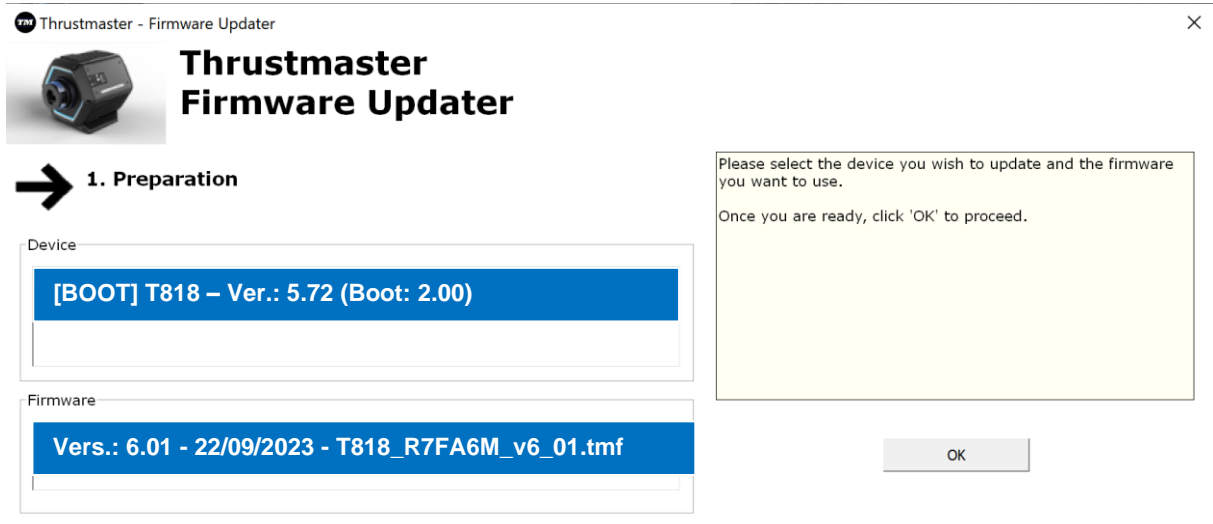 TM Thrustmaster - Firmware Updater
Thrustmaster
Firmware Updater
1. Preparation
Device
[BOOT] T818 – Ver.: 5.72 (Boot: 2.00)
Firmware
Vers.: 6.01 - 22/09/2023 - T818_R7FA6M_v6_01.tmf
Please select the device you wish to update and the firmware
you want to use.
Once you are ready, click 'OK' to proceed.
OK